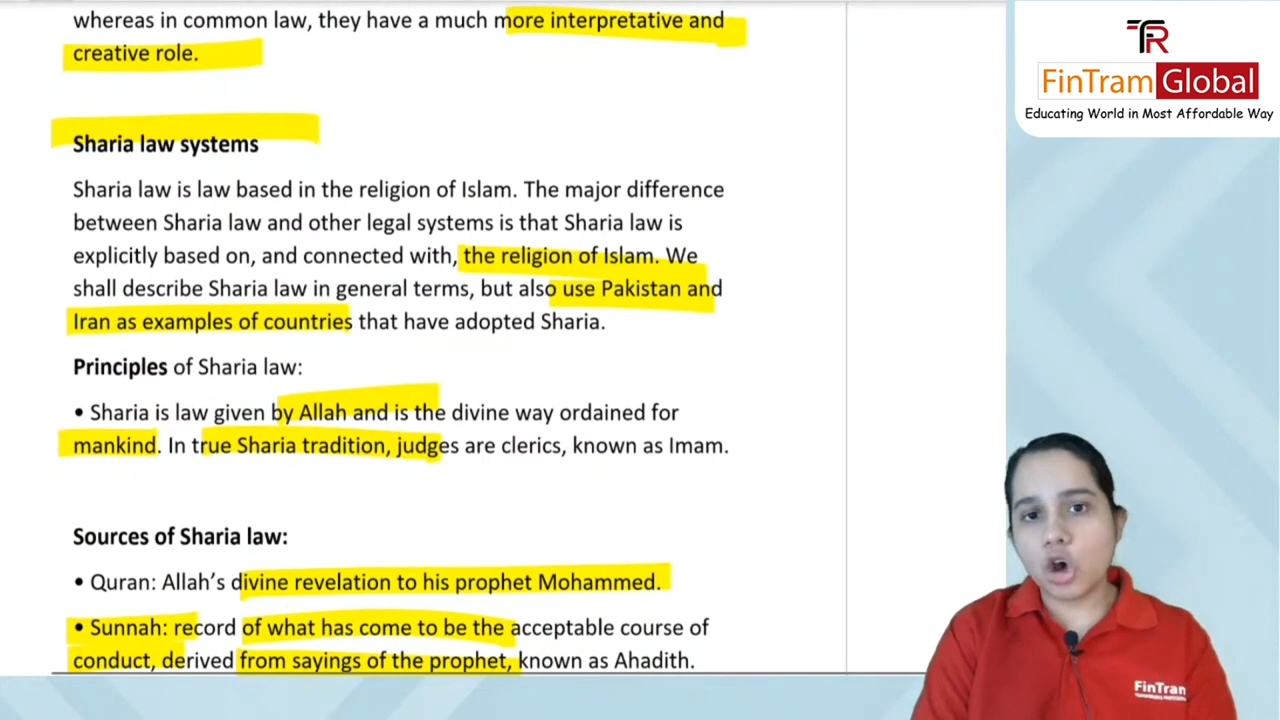 whereas in common law, they have a much more interpretative and
creative role.
Sharia law systems
Sharia law is law based in the religion of Islam. The major difference
between Sharia law and other legal systems is that Sharia law is
explicitly based on, and connected with, the religion of Islam. We
shall describe Sharia law in general terms, but also use Pakistan and
Iran as examples of countries that have adopted Sharia.
Principles of Sharia law:
• Sharia is law given by Allah and is the divine way ordained for
mankind. In true Sharia tradition, judges are clerics, known as Imam.
Sources of Sharia law:
• Quran: Allah’s divine revelation to his prophet Mohammed.
• Sunnah: record of what has come to be the acceptable course of
conduct, derived from sayings of the prophet, known as Ahadith.
FinTram Global
Educating World in Most Affordable Way
FinTram